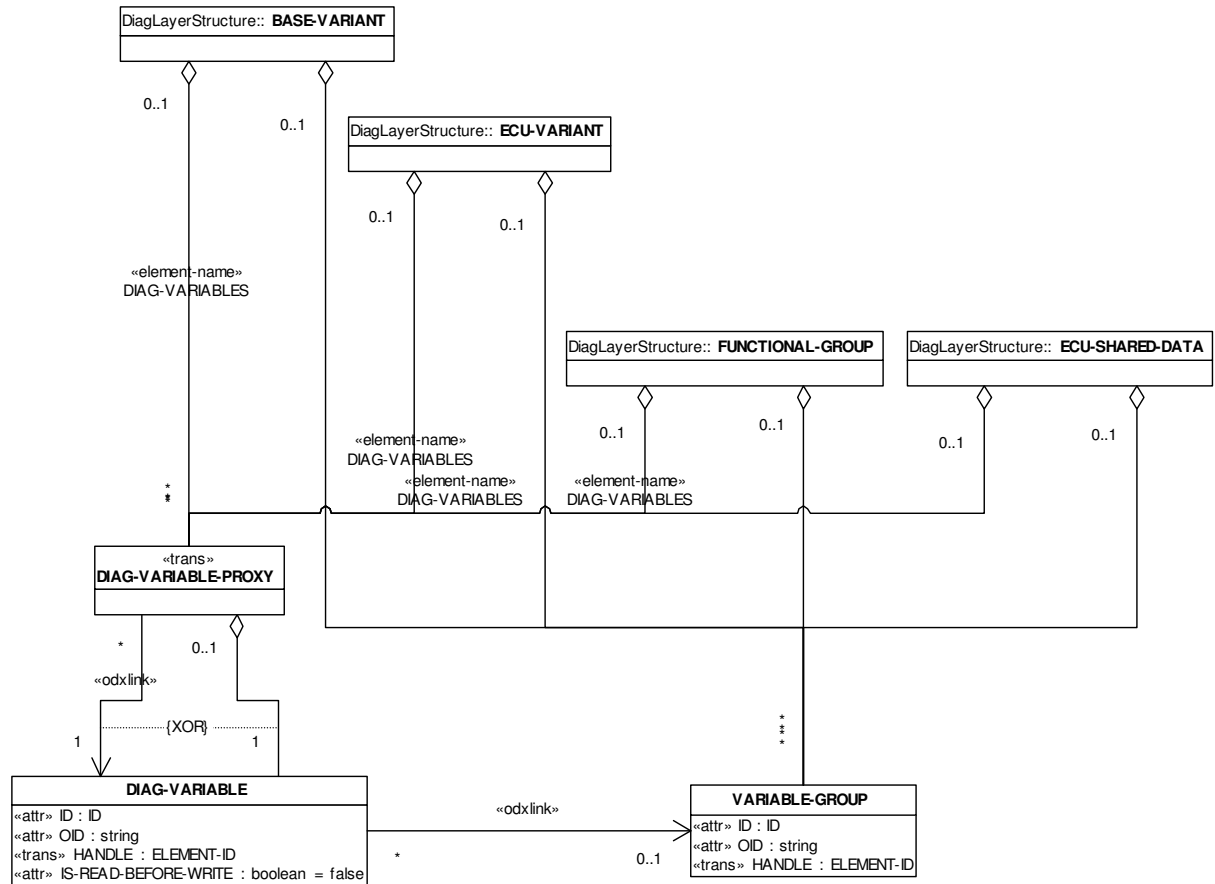 DiagLayerStructure:: BASE-VARIANT
0..1
0..1
DiagLayerStructure:: ECU-VARIANT
0..1
0..1
«element-name»
DIAG-VARIABLES
DiagLayerStructure:: FUNCTIONAL-GROUP
DiagLayerStructure:: ECU-SHARED-DATA
0..1
0..1
0..1
0..1
«element-name»
DIAG-VARIABLES
«element-name»
DIAG-VARIABLES
«element-name»
DIAG-VARIABLES
*
*
*
«trans»
DIAG-VARIABLE-PROXY
*
0..1
«odxlink»
{XOR}
1
1
*
*
*
*
DIAG-VARIABLE
«attr» ID : ID
«attr» OID : string
«trans» HANDLE : ELEMENT-ID
«attr» IS-READ-BEFORE-WRITE : boolean = false
«odxlink»
*
0..1
VARIABLE-GROUP
«attr» ID : ID
«attr» OID : string
«trans» HANDLE : ELEMENT-ID